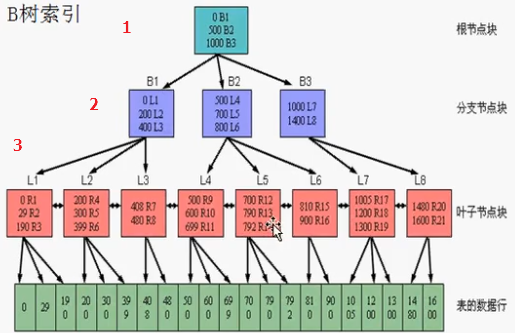 B树索引
1
0 B1
500 B2
1000 B3
根节点块
B1
B2
B3
2
0 L1
200 L2
400 L3
500 L4
700 L5
800 L6
1000 L7
1400 L8
分支节点块
3
L1
L2
L3
L4
L5
L6
L7
L8
0 R1
29 R2
190 R3
200 R4
300 R5
399 R6
408 R7
480 R8
500 R9
600 R10
699 R11
700 R12
790 R13
792
810 R15
900 R16
1005 R17
1200 R18
1300 R19
1480 R20
1600 R21
叶子节点块
0
29
190
200
300
399
408
480
500
600
699
700
790
792
810
900
1005
1200
1300
1480
1600
表的数据行